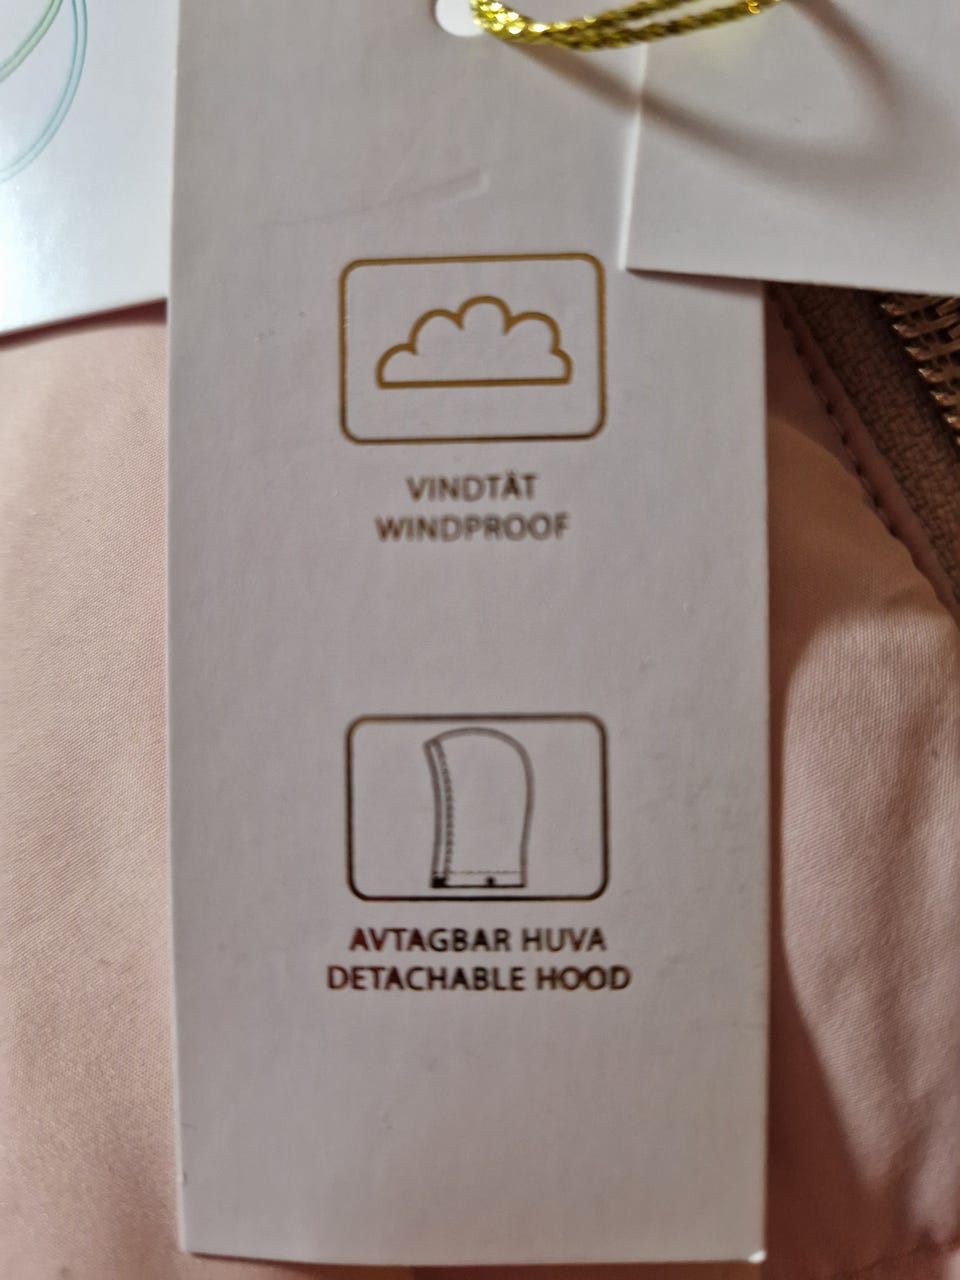 VINDTÄT
WINDPROOF
AVTAGBAR HUVA
DETACHABLE HOOD